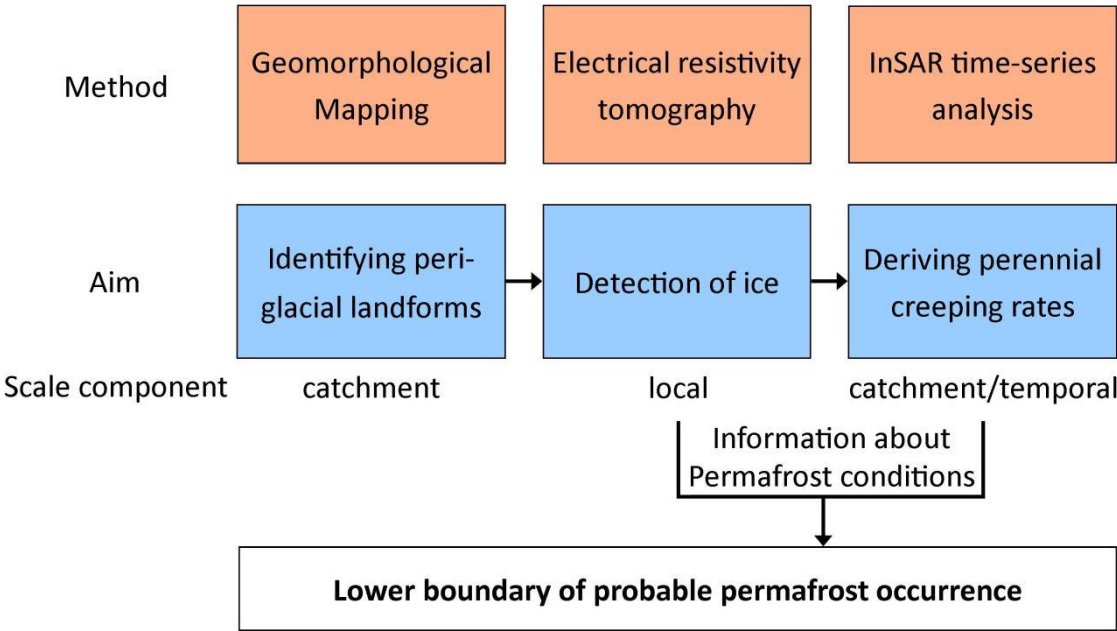 Method
Geomorphological
Mapping
Electrical resistivity
tomography
InSAR time-series
analysis
Aim
Identifying peri-
glacial landforms
Detection of ice
Deriving perennial
creeping rates
Scale component
catchment
local
catchment/temporal
Information about
Permafrost conditions
Lower boundary of probable permafrost occurrence